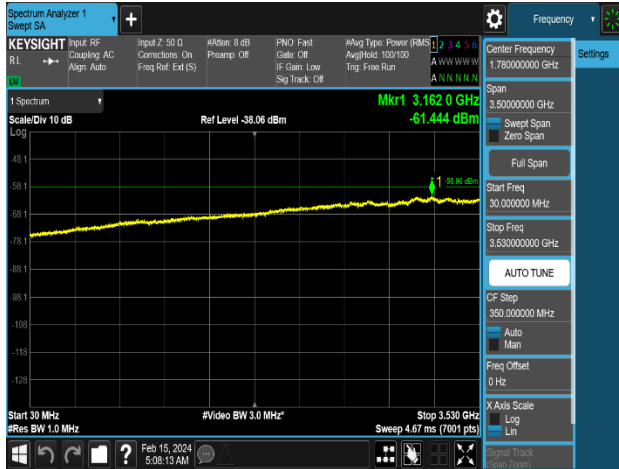 Spectrum Analyzer 1
Swept SA
+
Frequency
KEYSIGHT
RL
Input: RF
Coupling: AC
Align: Auto
Input Z: 50 Ω
Corrections: On
Freq Ref: Ext (S)
#Atten: 8 dB
Preamp: Off
PNO: Fast
Gate: Off
IF Gain: Low
Sig Track: Off
#Avg Type: Power (RMS
Avg|Hold: 100/100
Trig: Free Run
1 2 3 4 5 6
A W W W W W
A N N N N N
1 Spectrum
Scale/Div 10 dB
Log
Ref Level -38.06 dBm
Mkr1 3.162 0 GHz
-61.444 dBm
-48.1
-58.1
-68.1
-78.1
-88.1
-98.1
-108
-118
-128
1
-58.06 dBm
Start 30 MHz
#Res BW 1.0 MHz
#Video BW 3.0 MHz*
Stop 3.530 GHz
Sweep 4.67 ms (7001 pts)
Center Frequency
1.780000000 GHz
Settings
Span
3.50000000 GHz
Swept Span
Zero Span
Full Span
Start Freq
30.000000 MHz
Stop Freq
3.530000000 GHz
AUTO TUNE
CF Step
350.000000 MHz
Auto
Man
Freq Offset
0 Hz
X Axis Scale
Log
Lin
Signal Track
(Span Zoom)
?
Feb 15, 2024
5:08:13 AM